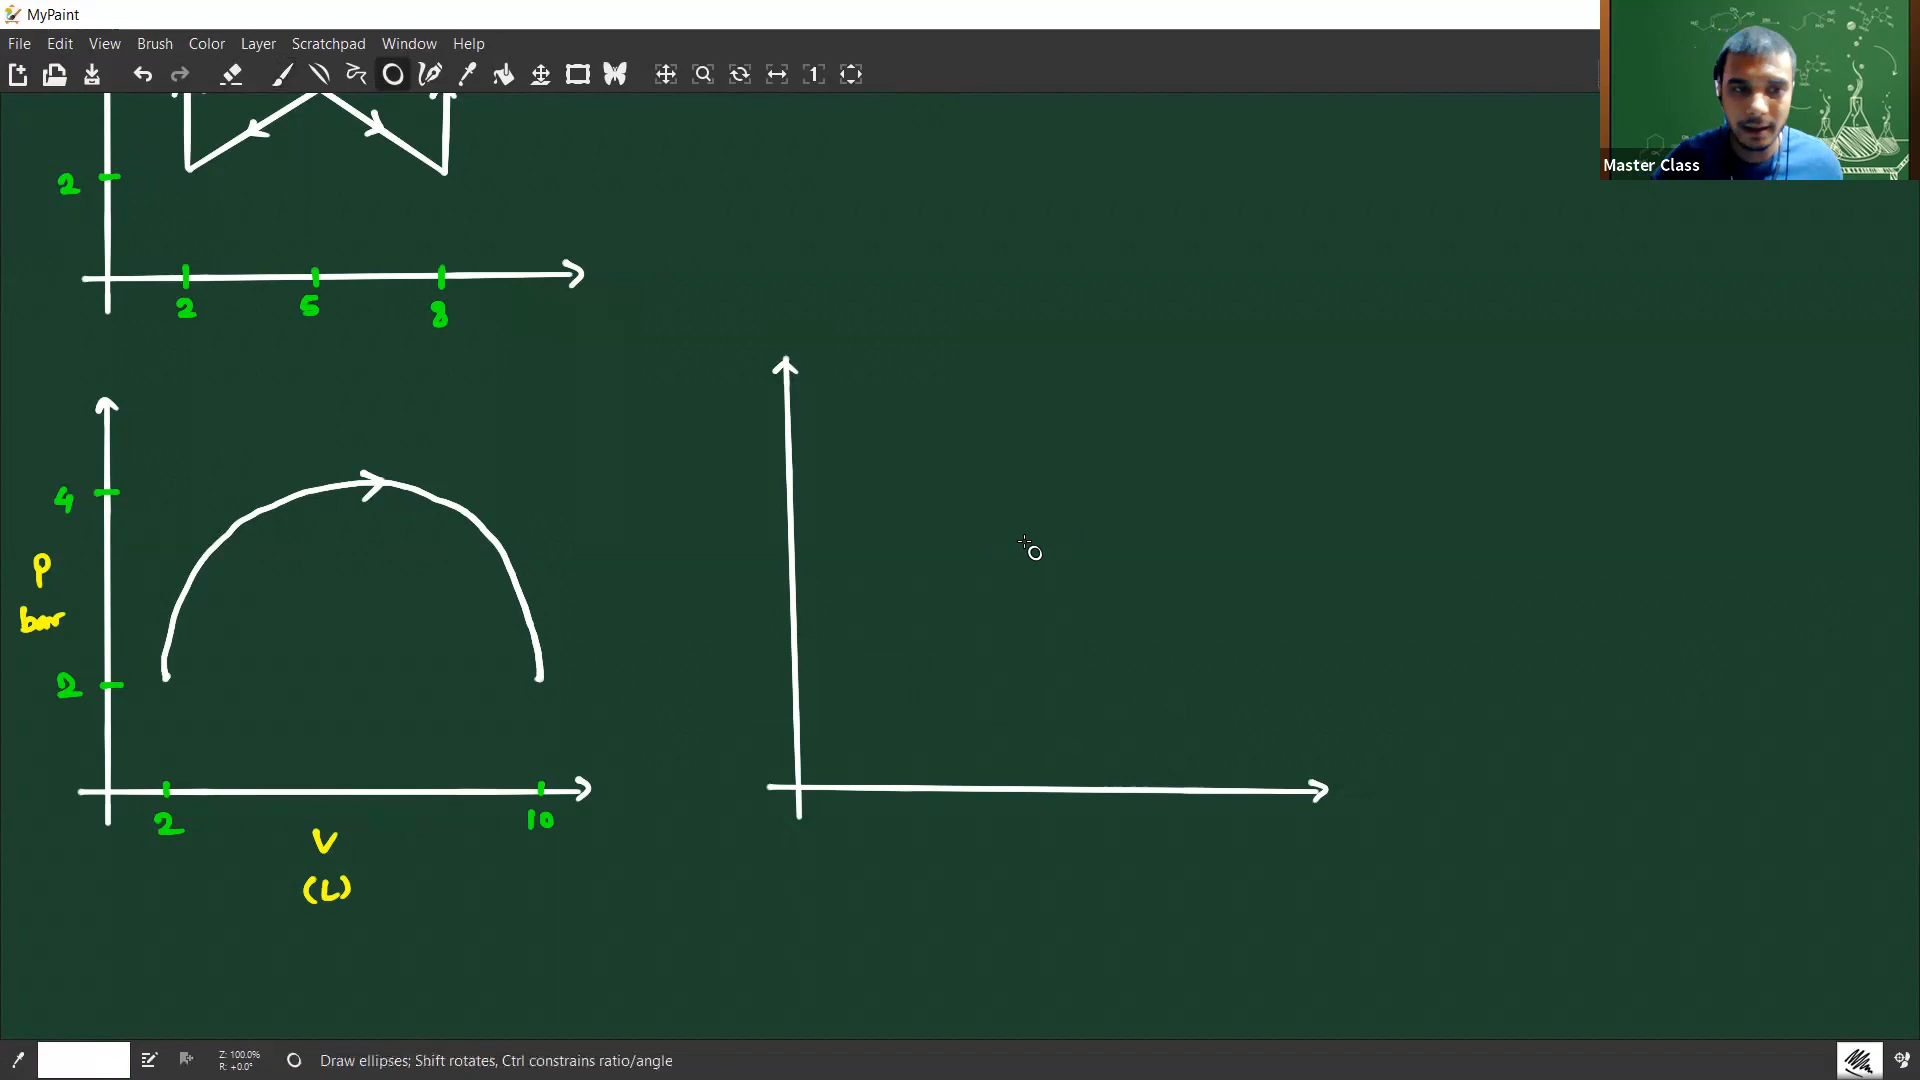 MyPaint
File Edit View Brush Color Layer Scratchpad Window Help
Master Class
2
2 5 8
4
P
bar
2
2 10
V
(L)
Z: 100.0%
R: +0.0°
Draw ellipses; Shift rotates, Ctrl constrains ratio/angle